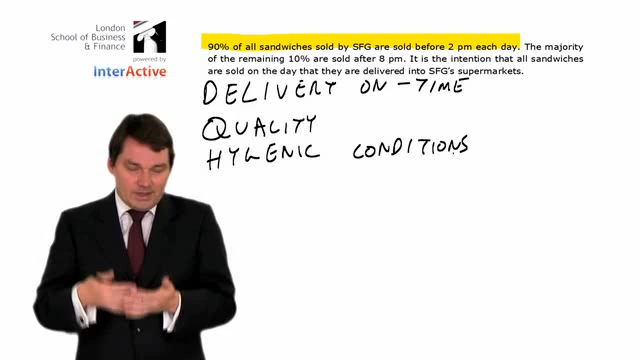 London
School of Business
& Finance
powered by
InterActive
90% of all sandwiches sold by SFG are sold before 2 pm each day. The majority
of the remaining 10% are sold after 8 pm. It is the intention that all sandwiches
are sold on the day that they are delivered into SFG's supermarkets.
DELIVERY ON-TIME
QUALITY
HYGENIC CONDITIONS